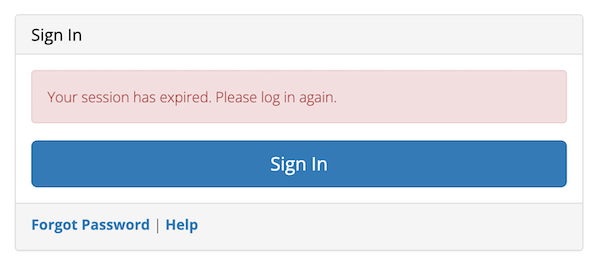 Sign In
Your session has expired. Please log in again.
Sign In
Forgot Password | Help